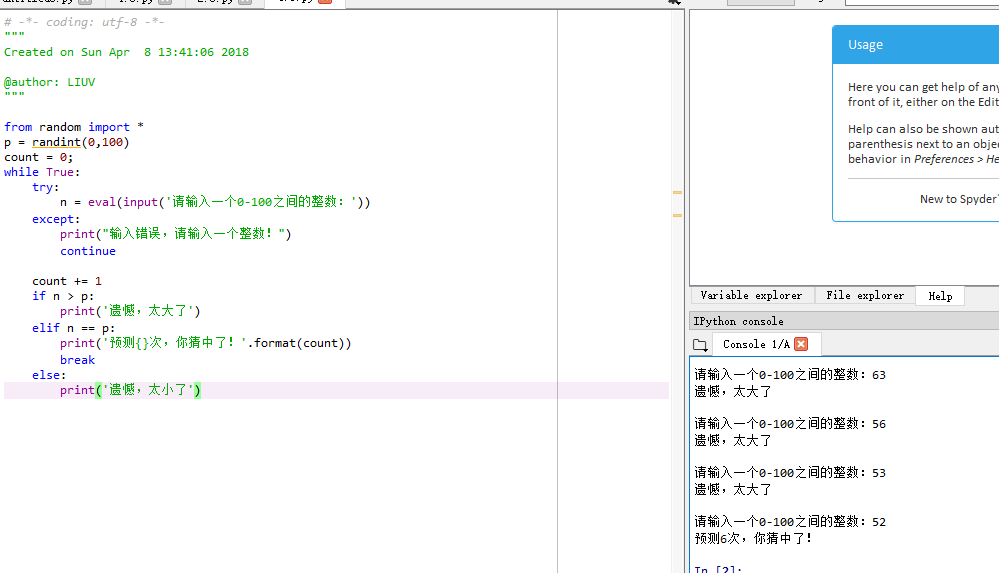 # -*- coding: utf-8 -*-
"""
Created on Sun Apr  8 13:41:06 2018
@author: LIUV
"""
from random import *
p = randint(0,100)
count = 0;
while True:
    try:
        n = eval(input('请输入一个0-100之间的整数: '))
    except:
        print("输入错误，请输入一个整数! ")
        continue
    count += 1
    if n > p:
        print('遗憾，太大了')
    elif n == p:
        print('预测{}次，你猜中了! '.format(count))
        break
    else:
        print('遗憾，太小了')
Usage
Here you can get help of any
front of it, either on the Edit
Help can also be shown aut
parenthesis next to an objec
behavior in Preferences > He
New to Spyder?
Variable explorer
File explorer
Help
IPython console
Console 1/A
请输入一个0-100之间的整数: 63
遗憾，太大了
请输入一个0-100之间的整数: 56
遗憾，太大了
请输入一个0-100之间的整数: 53
遗憾，太大了
请输入一个0-100之间的整数: 52
预测6次，你猜中了!
In [2]: